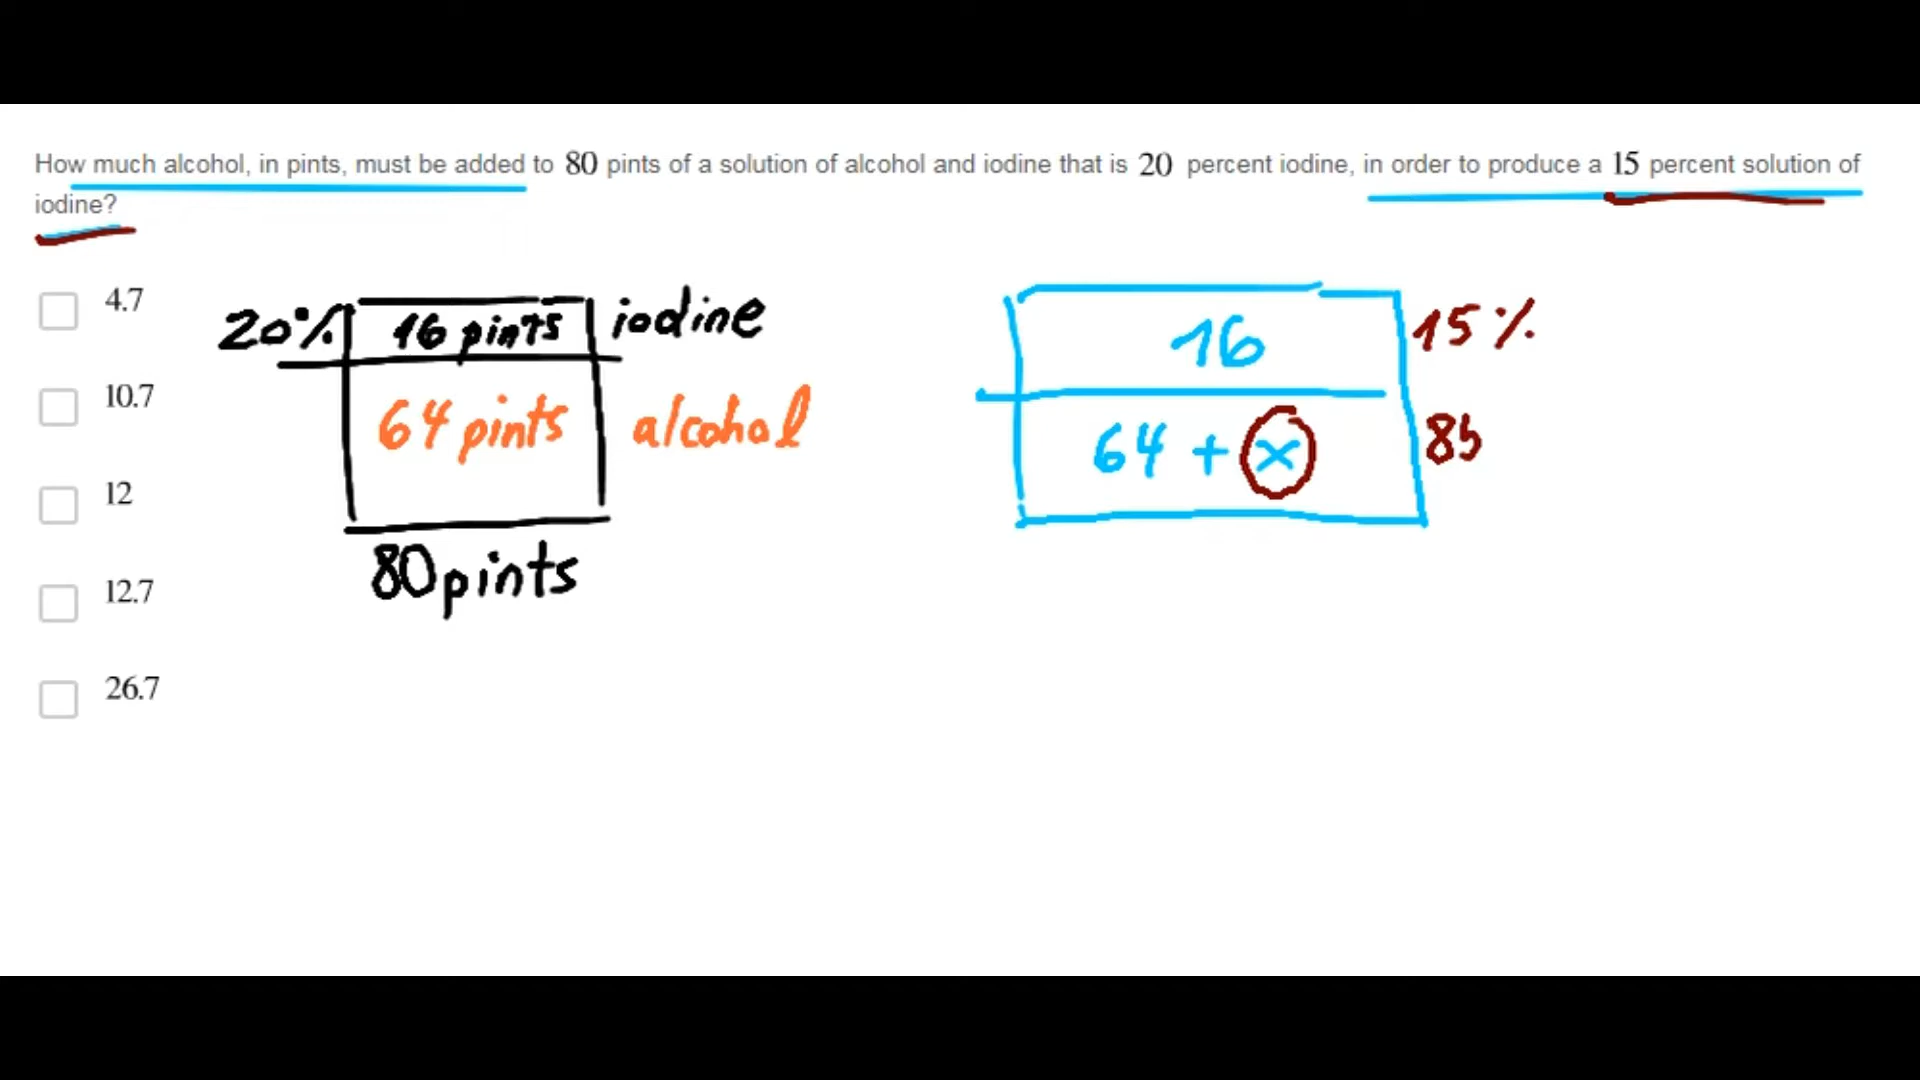 How much alcohol, in pints, must be added to 80 pints of a solution of alcohol and iodine that is 20 percent iodine, in order to produce a 15 percent solution of
iodine?
4.7
10.7
12
12.7
26.7
20% 16 pints iodine
64 pints alcohol
80 pints
16 15%
64 + x 85